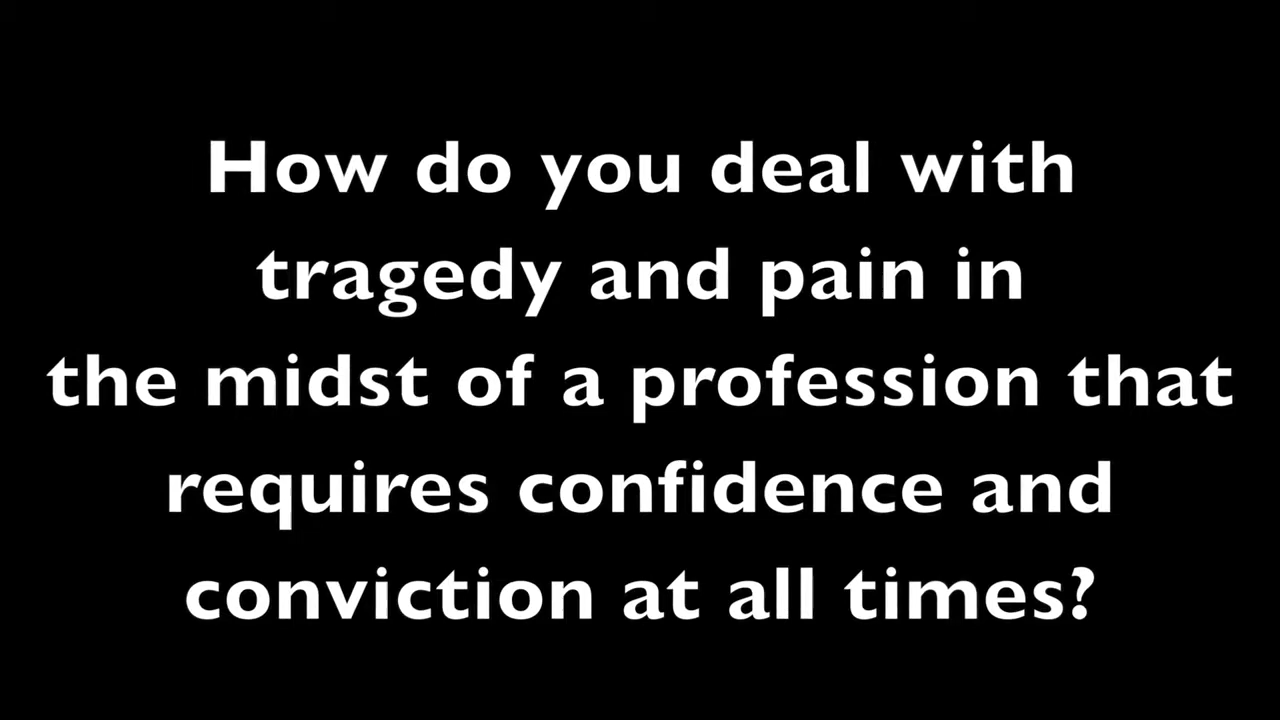 How do you deal with
tragedy and pain in
the midst of a profession that
requires confidence and
conviction at all times?